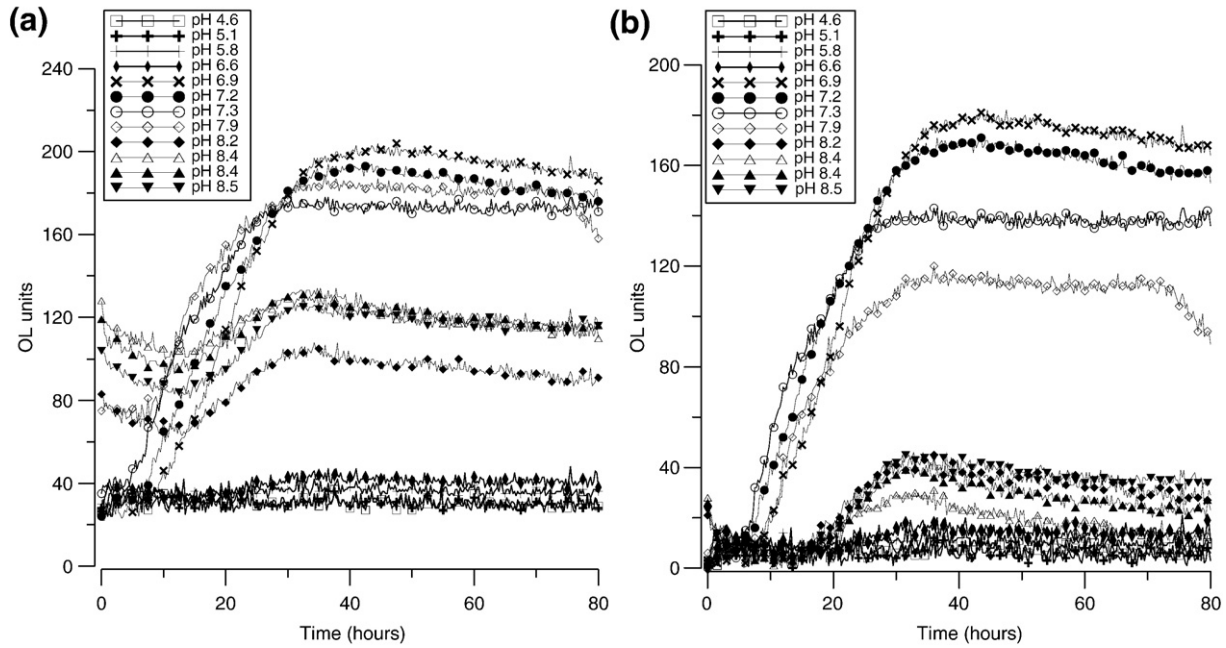 (a)
pH 4.6
pH 5.1
pH 5.8
pH 6.6
pH 6.9
pH 7.2
pH 7.3
pH 7.9
pH 8.2
pH 8.4
pH 8.4
pH 8.5
240
200
160
120
80
40
0
OL units
0
20
40
60
80
Time (hours)
(b)
pH 4.6
pH 5.1
pH 5.8
pH 6.6
pH 6.9
pH 7.2
pH 7.3
pH 7.9
pH 8.2
pH 8.4
pH 8.4
pH 8.5
200
160
120
80
40
0
OL units
0
20
40
60
80
Time (hours)